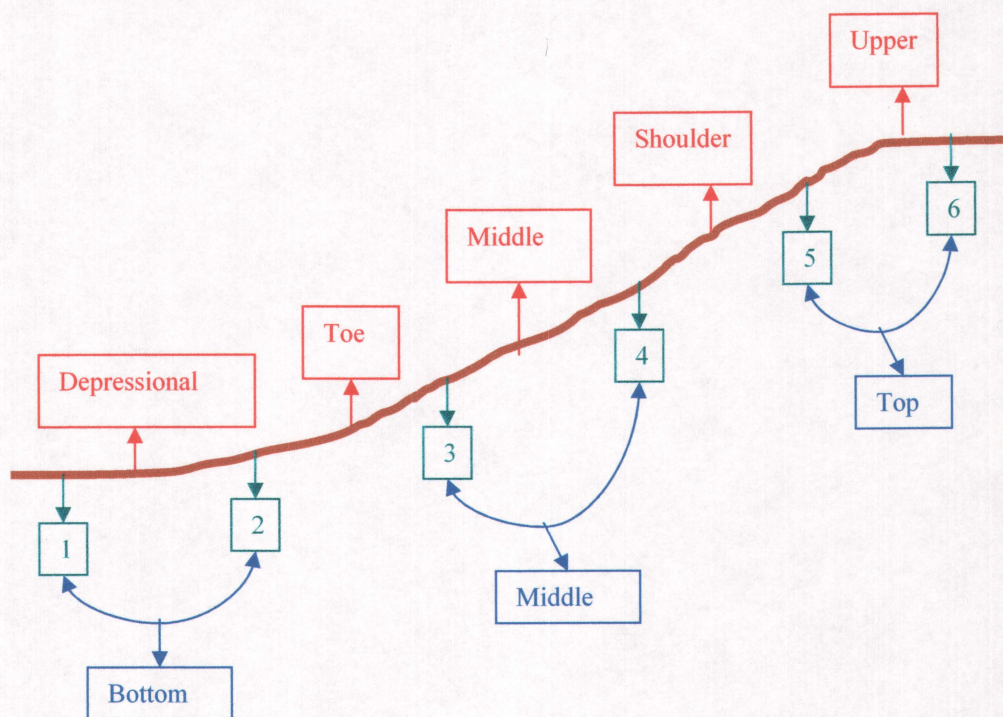 Upper
Shoulder
Middle
Toe
Depressional
6
5
4
3
2
1
Top
Middle
Bottom